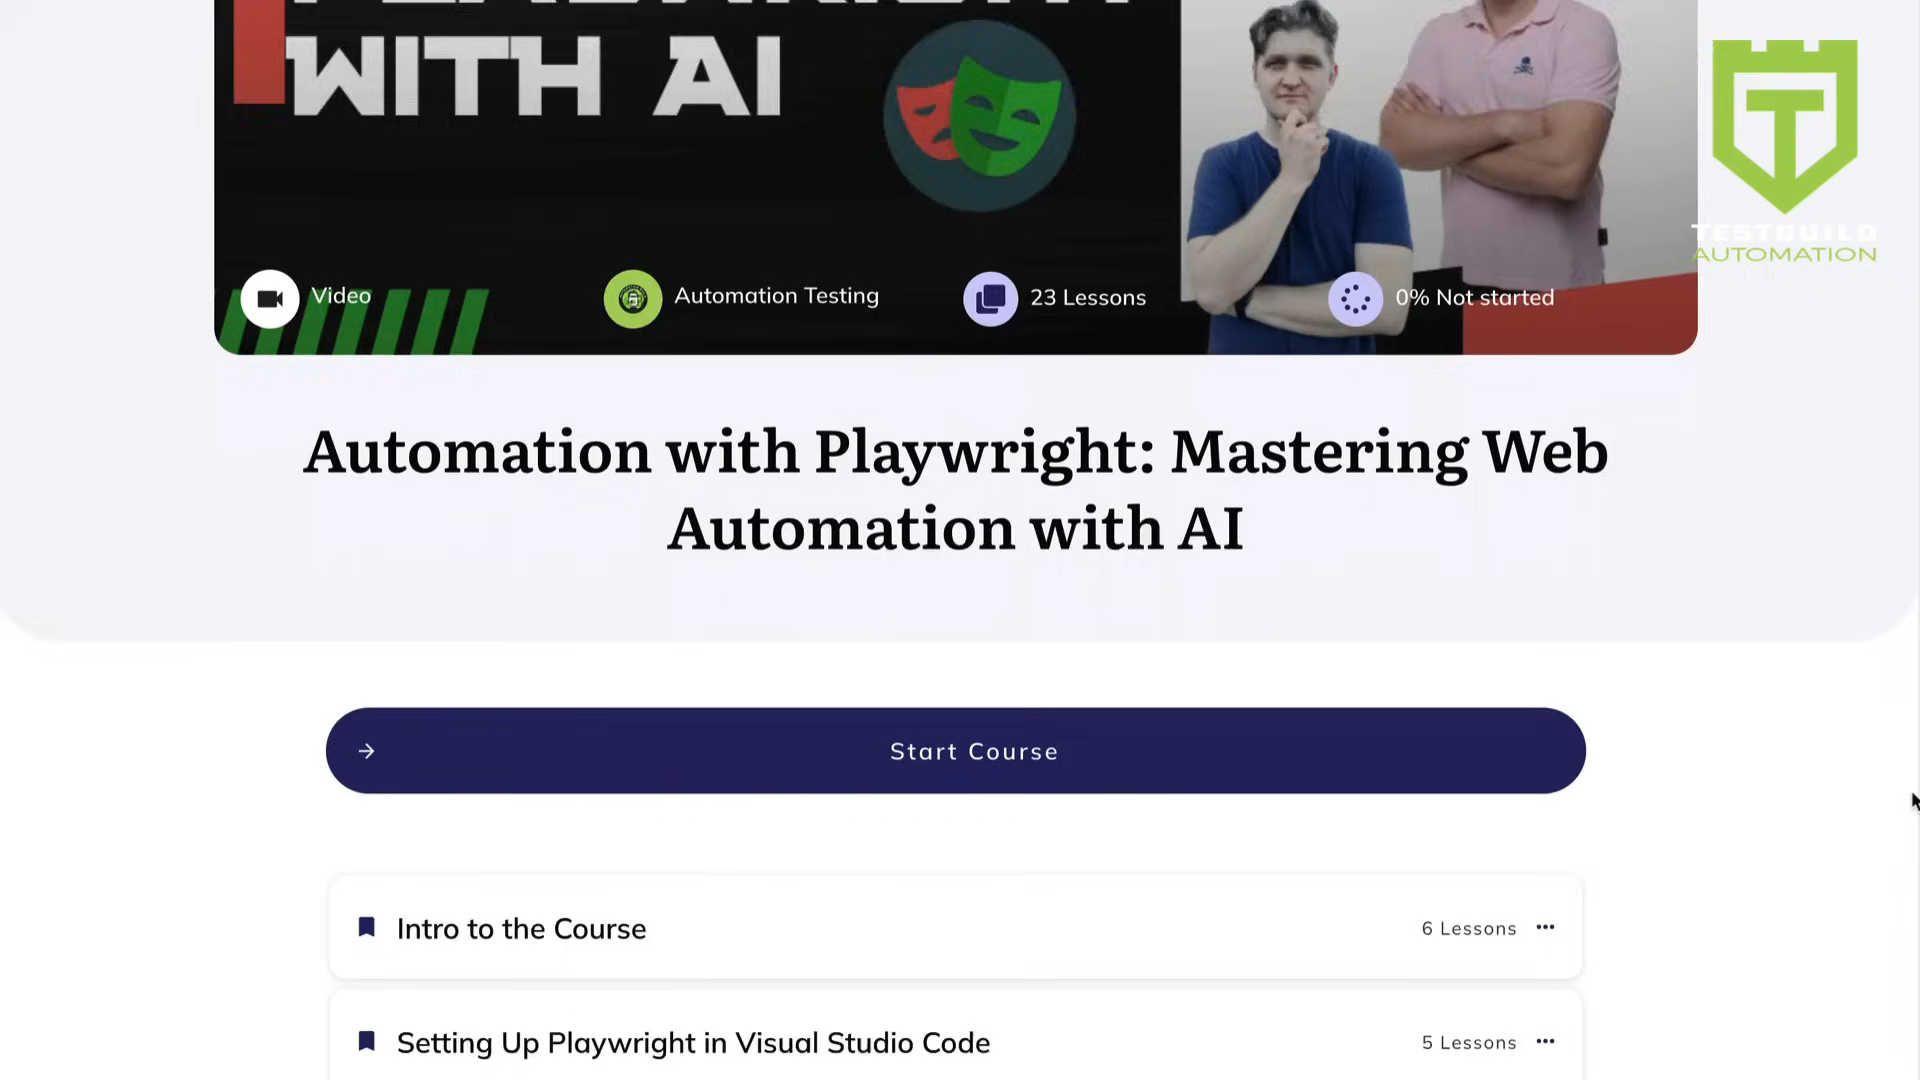 WITH AI
TESTGUILD
AUTOMATION
Video
Automation Testing
23 Lessons
0% Not started
Automation with Playwright: Mastering Web
Automation with AI
Start Course
Intro to the Course
6 Lessons
Setting Up Playwright in Visual Studio Code
5 Lessons